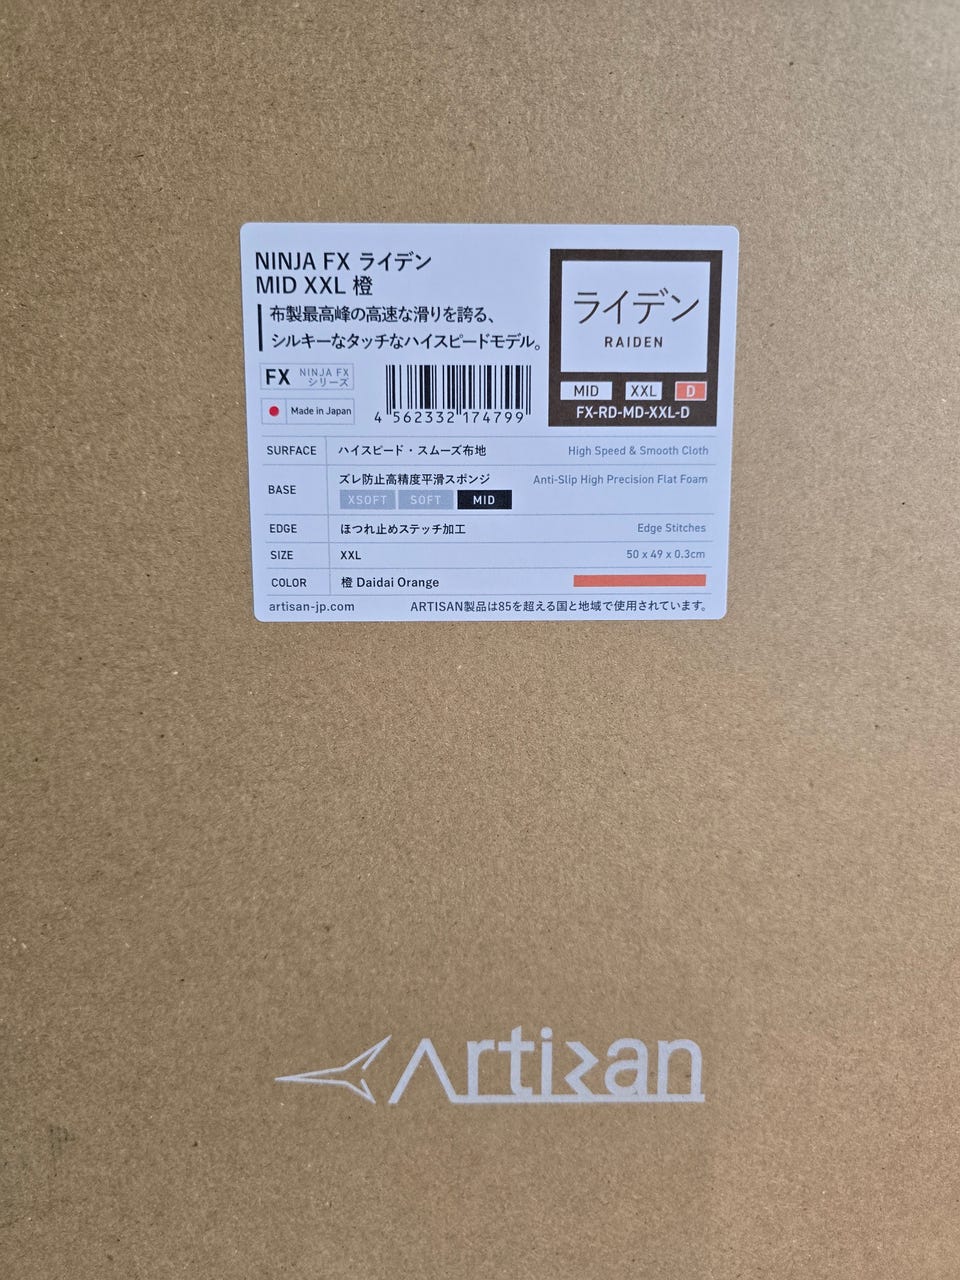 NINJA FX ライデン
MID XXL 橙
布製最高峰の高速な滑りを誇る、
シルキーなタッチなハイスピードモデル。
FX NINJA FX シリーズ
Made in Japan
4 562332 174799
ライデン
RAIDEN
MID XXL D
FX-RD-MD-XXL-D
SURFACE ハイスピード・スムーズ布地 High Speed & Smooth Cloth
BASE ズレ防止高精度平滑スポンジ Anti-Slip High Precision Flat Foam
XSOFT SOFT MID
EDGE ほつれ止めステッチ加工 Edge Stitches
SIZE XXL 50 x 49 x 0.3cm
COLOR 橙 Daidai Orange
artisan-jp.com ARTISAN製品は85を超える国と地域で使用されています。
Artisan